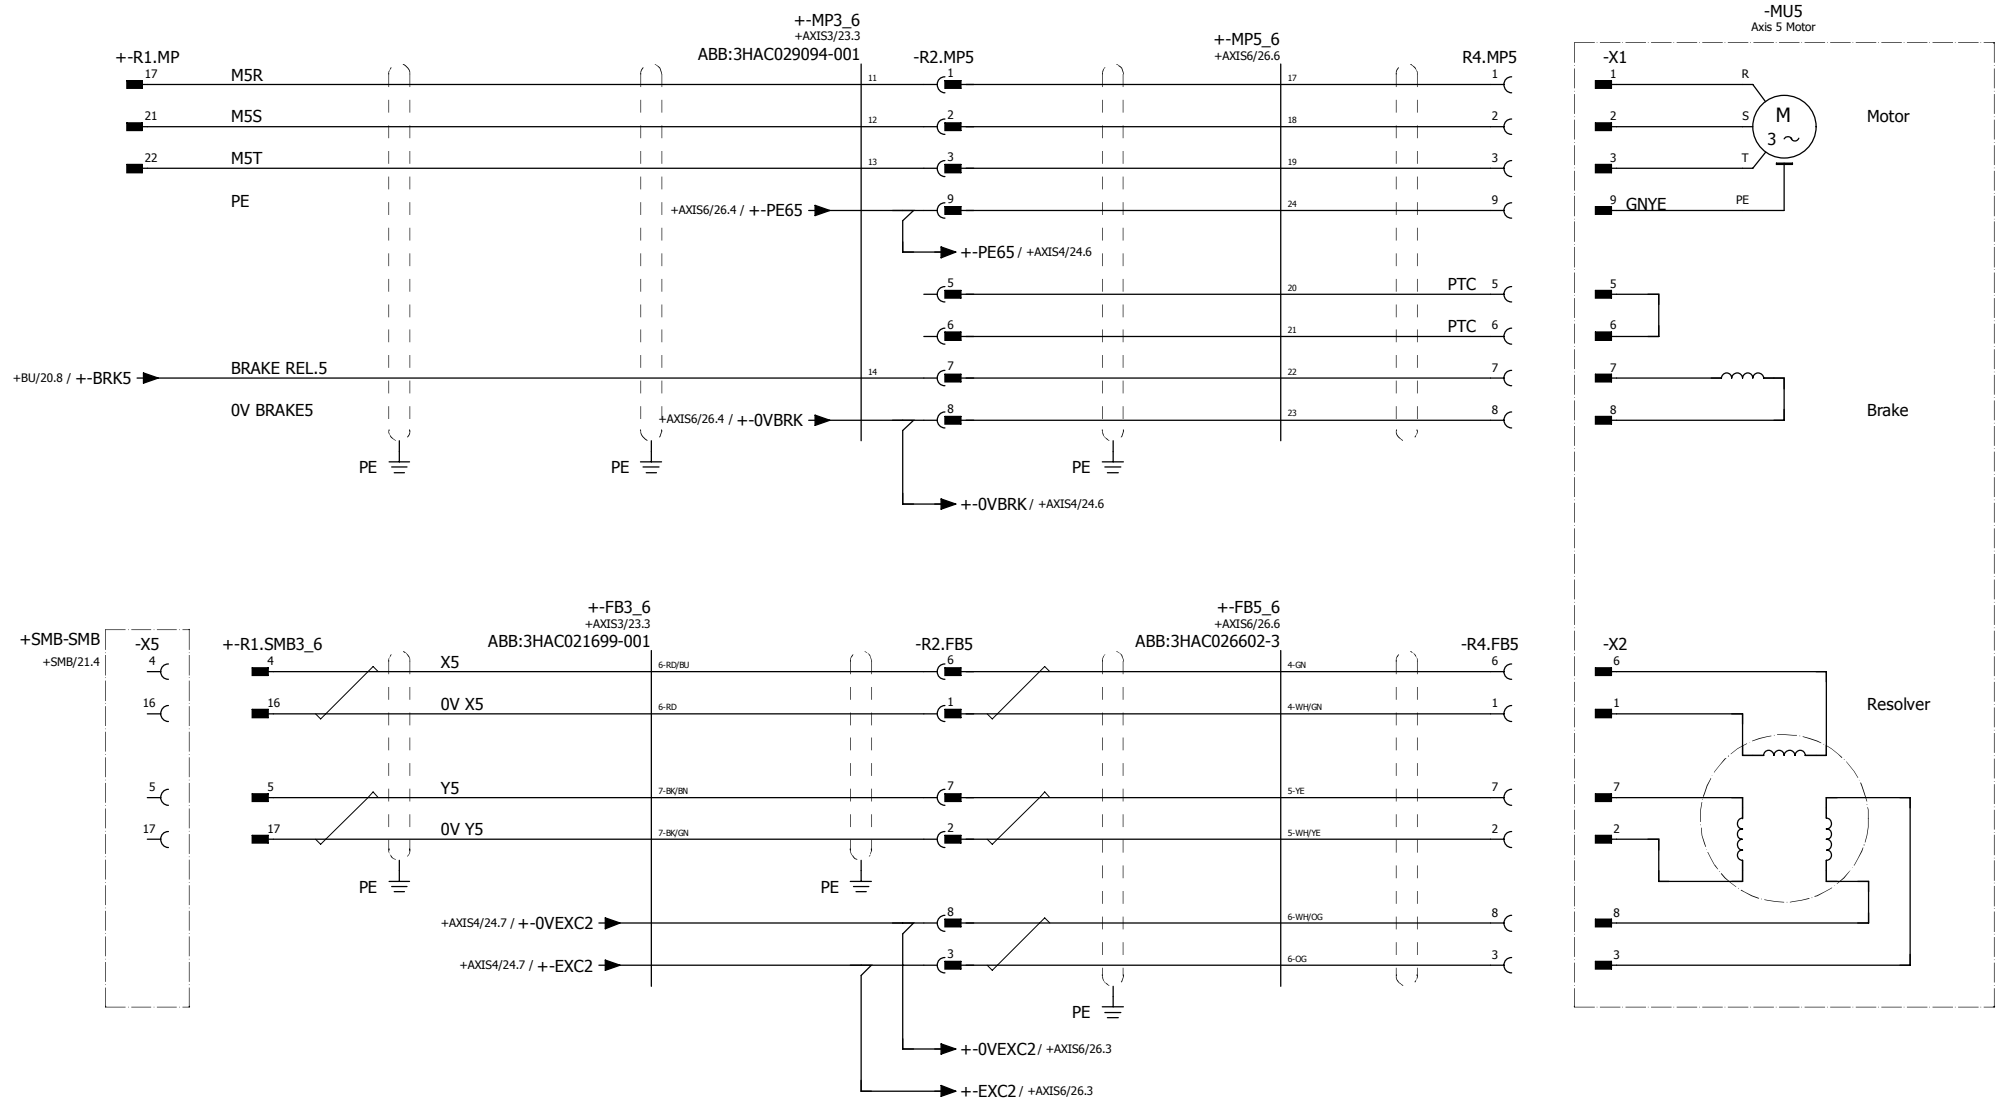 -MU5
Axis 5 Motor
+-MP3_6
+AXIS3/23.3
ABB:3HAC029094-001
+-MP5_6
+AXIS6/26.6
+-R1.MP
-R2.MP5
R4.MP5
-X1
17 M5R 11 1 17 1 1 R
21 M5S 12 2 18 2 2 S M 3 ~ Motor
22 M5T 13 3 19 3 3 T
PE +AXIS6/26.4 / +-PE65 9 24 9 9 GNYE PE
+-PE65 / +AXIS4/24.6
5 20 PTC 5 5
6 21 PTC 6 6
+BU/20.8 / +-BRK5 BRAKE REL.5 14 7 22 7 7
0V BRAKE5 +AXIS6/26.4 / +-0VBRK 8 23 8 8 Brake
PE PE PE
+-0VBRK / +AXIS4/24.6
+-FB3_6
+AXIS3/23.3
ABB:3HAC021699-001
+-FB5_6
+AXIS6/26.6
ABB:3HAC026602-3
+SMB-SMB
+SMB/21.4
-X5
+-R1.SMB3_6
-R2.FB5
-R4.FB5
-X2
4 4 X5 6-RD/BU 6 4-GN 6 6
16 16 0V X5 6-RD 1 4-WH/GN 1 1 Resolver
5 5 Y5 7-BK/BN 7 5-YE 7 7
17 17 0V Y5 7-BK/GN 2 5-WH/YE 2 2
PE PE
+AXIS4/24.7 / +-0VEXC2 8 6-WH/OG 8 8
+AXIS4/24.7 / +-EXC2 3 6-OG 3 3
PE
+-0VEXC2 / +AXIS6/26.3
+-EXC2 / +AXIS6/26.3